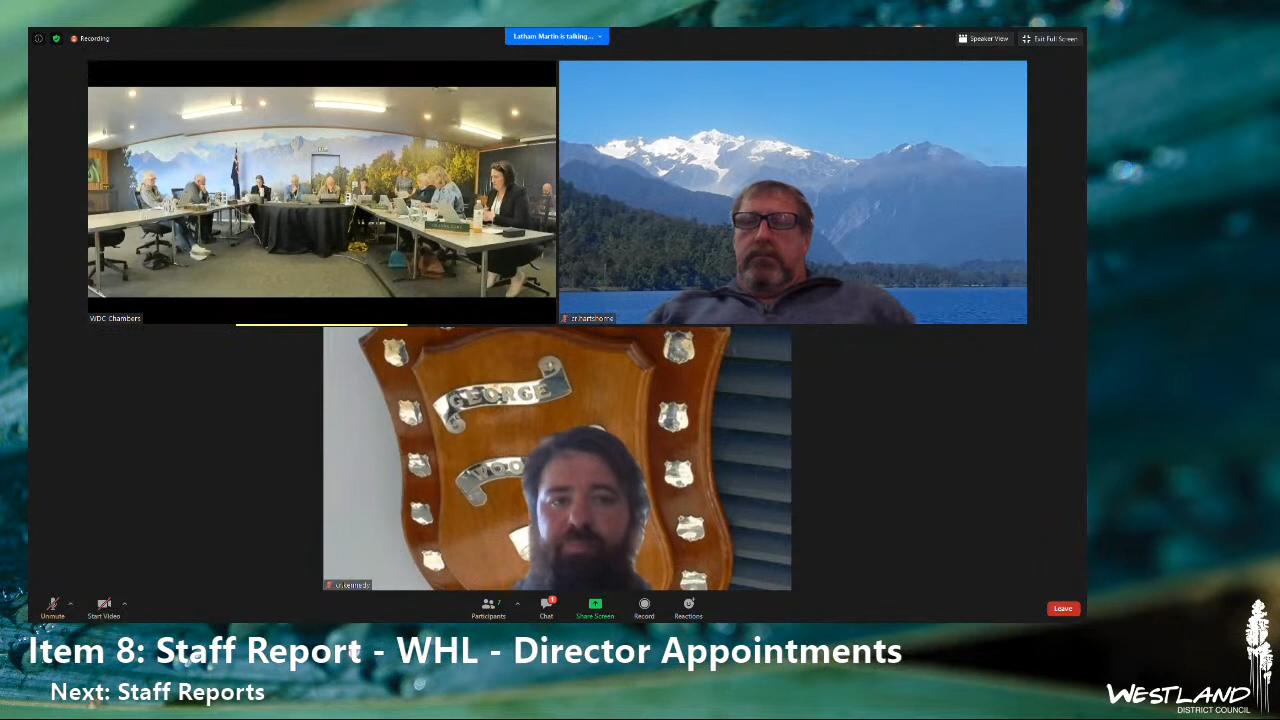 Recording
Latham Martin is talking...
Speaker View
Exit Full Screen
WDC Chambers
cr.hartshorne
GEORGE
cr.kennedy
Unmute
Start Video
Participants
7
Chat
1
Share Screen
Record
Reactions
Leave
Item 8: Staff Report - WHL - Director Appointments
Next: Staff Reports
WESTLAND
DISTRICT COUNCIL